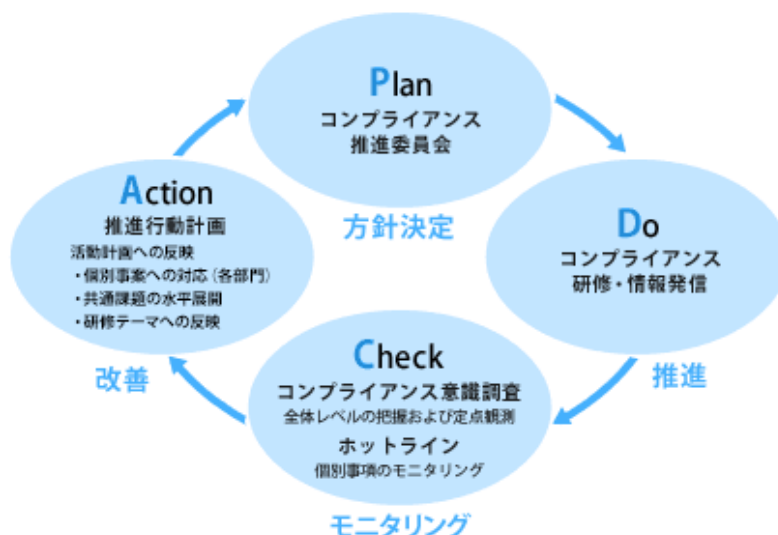 Plan
コンプライアンス
推進委員会
方針決定
Do
コンプライアンス
研修・情報発信
推進
Check
コンプライアンス意識調査
全体レベルの把握および定点観測
ホットライン
個別事項のモニタリング
モニタリング
Action
推進行動計画
活動計画への反映
・個別事案への対応（各部門）
・共通課題の水平展開
・研修テーマへの反映
改善